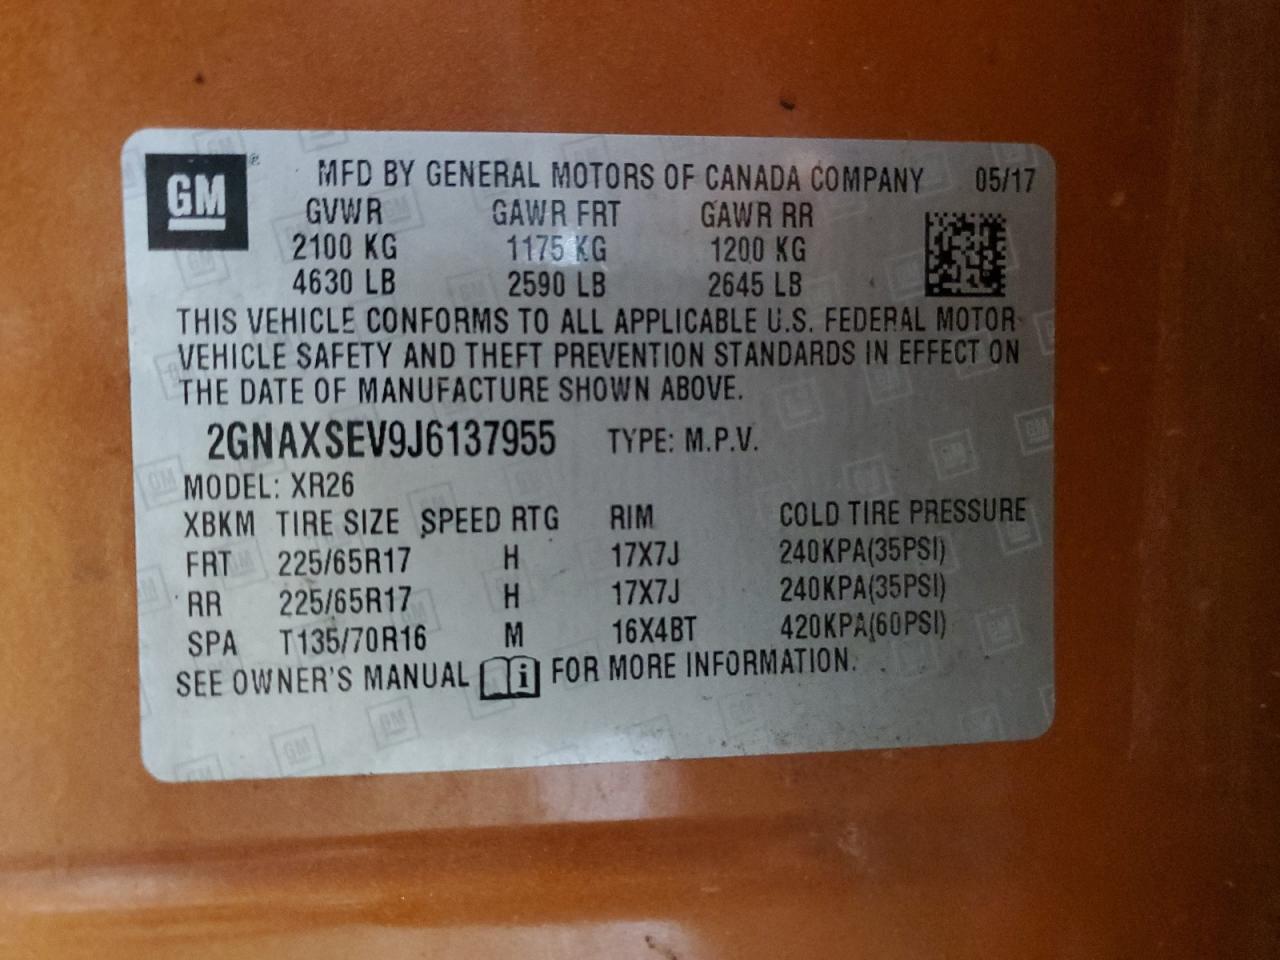 GM ® MFD BY GENERAL MOTORS OF CANADA COMPANY 05/17
GVWR GAWR FRT GAWR RR
2100 KG 1175 KG 1200 KG
4630 LB 2590 LB 2645 LB
THIS VEHICLE CONFORMS TO ALL APPLICABLE U.S. FEDERAL MOTOR
VEHICLE SAFETY AND THEFT PREVENTION STANDARDS IN EFFECT ON
THE DATE OF MANUFACTURE SHOWN ABOVE.
2GNAXSEV9J6137955 TYPE: M.P.V.
MODEL: XR26
XBKM TIRE SIZE SPEED RTG RIM COLD TIRE PRESSURE
FRT 225/65R17 H 17X7J 240KPA(35PSI)
RR 225/65R17 H 17X7J 240KPA(35PSI)
SPA T135/70R16 M 16X4BT 420KPA(60PSI)
SEE OWNER'S MANUAL i FOR MORE INFORMATION.